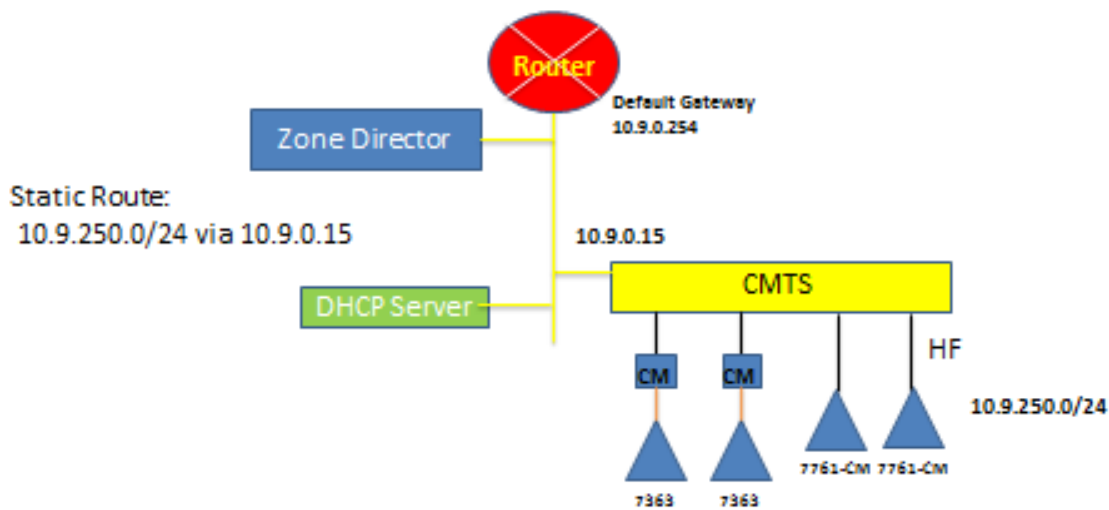 Router
Default Gateway
10.9.0.254
Zone Director
Static Route:
10.9.250.0/24 via 10.9.0.15
10.9.0.15
CMTS
DHCP Server
HF
CM
CM
10.9.250.0/24
7761-CM
7761-CM
7363
7363